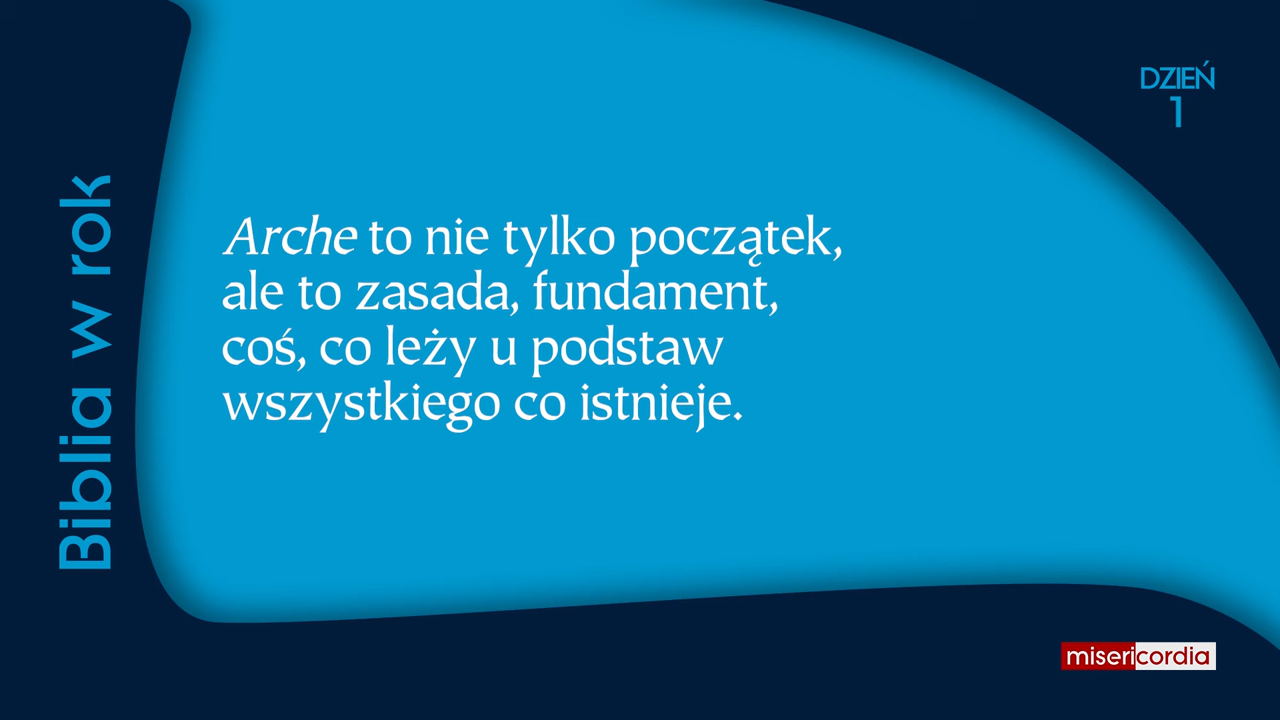 Biblia w rok
DZIEŃ
1
Arche to nie tylko początek,
ale to zasada, fundament,
coś, co leży u podstaw
wszystkiego co istnieje.
misericordia